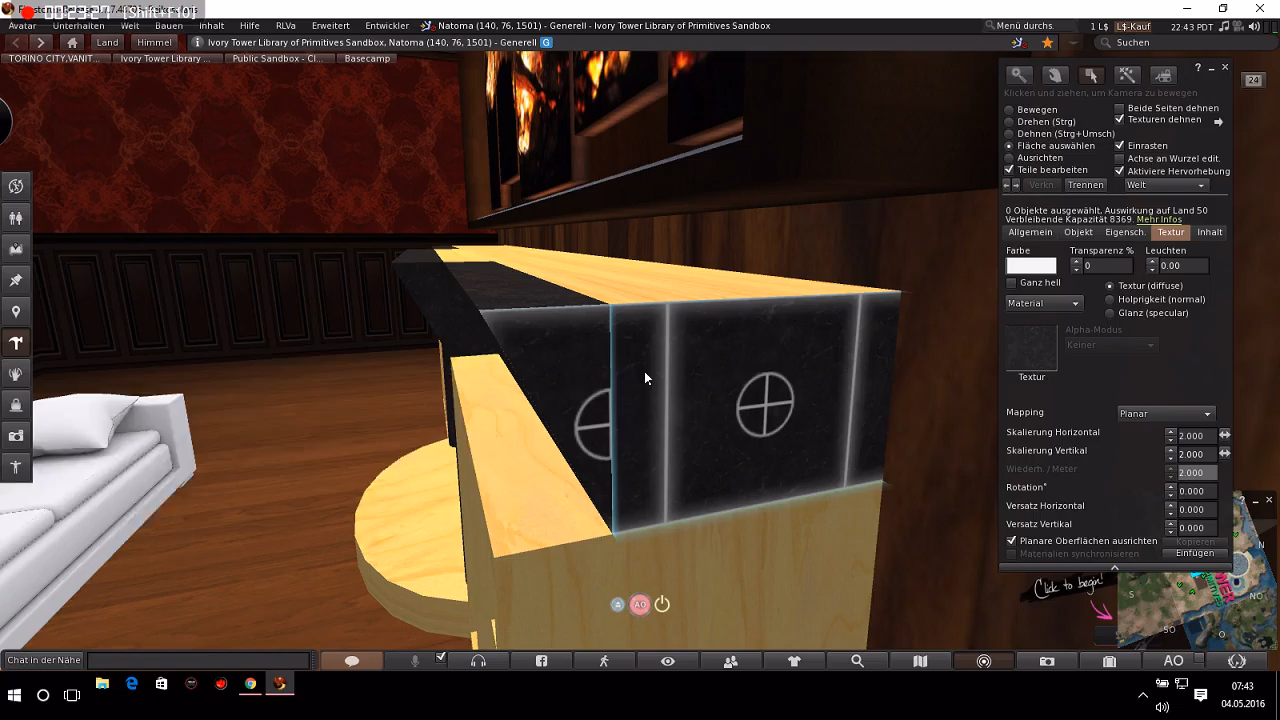 [Shift+F10]
Avatar Unterhalten Welt Bauen Inhalt Hilfe RLVa Erweitert Entwickler Natoma (140, 76, 1501) - Generell - Ivory Tower Library of Primitives Sandbox Menü durchs. 1 L$ L$-Kauf 22:43 PDT
Land Himmel Ivory Tower Library of Primitives Sandbox, Natoma (140, 76, 1501) - Generell G Suchen
TORINO CITY,VANIT... Ivory Tower Library ... Public Sandbox - Cl... Basecamp
24
Klicken und ziehen, um Kamera zu bewegen
Bewegen
Drehen (Strg)
Dehnen (Strg+Umsch)
Fläche auswählen
Ausrichten
Teile bearbeiten
Beide Seiten dehnen
Texturen dehnen
Einrasten
Achse an Wurzel edit.
Aktiviere Hervorhebung
Verkn Trennen Welt
0 Objekte ausgewählt, Auswirkung auf Land 50
Verbleibende Kapazität 8369. Mehr Infos
Allgemein Objekt Eigensch. Textur Inhalt
Farbe Transparenz % Leuchten
0 0.00
Ganz hell
Material
Textur (diffuse)
Holprigkeit (normal)
Glanz (specular)
Alpha-Modus
Keiner
Textur
Mapping Planar
Skalierung Horizontal 2.000
Skalierung Vertikal 2.000
Wiederh. / Meter 2.000
Rotation° 0.000
Versatz Horizontal 0.000
Versatz Vertikal 0.000
Planare Oberflächen ausrichten Kopieren
Materialien synchronisieren Einfügen
Click to begin!
N
NO
O
SO
S
AO
Chat in der Nähe AO
07:43
04.05.2016